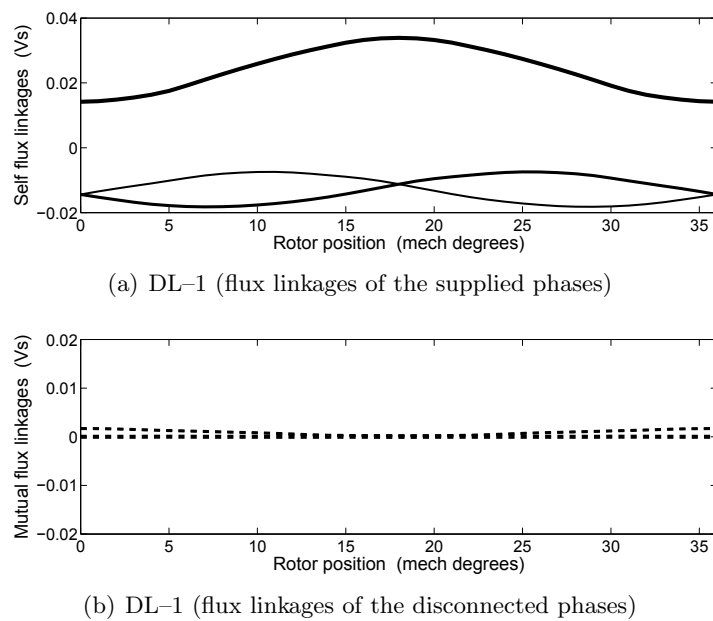 0.04
0.02
0
−0.02
Self flux linkages (Vs)
0 5 10 15 20 25 30 35
Rotor position (mech degrees)
(a) DL–1 (flux linkages of the supplied phases)
0.02
0.01
0
−0.01
−0.02
Mutual flux linkages (Vs)
0 5 10 15 20 25 30 35
Rotor position (mech degrees)
(b) DL–1 (flux linkages of the disconnected phases)